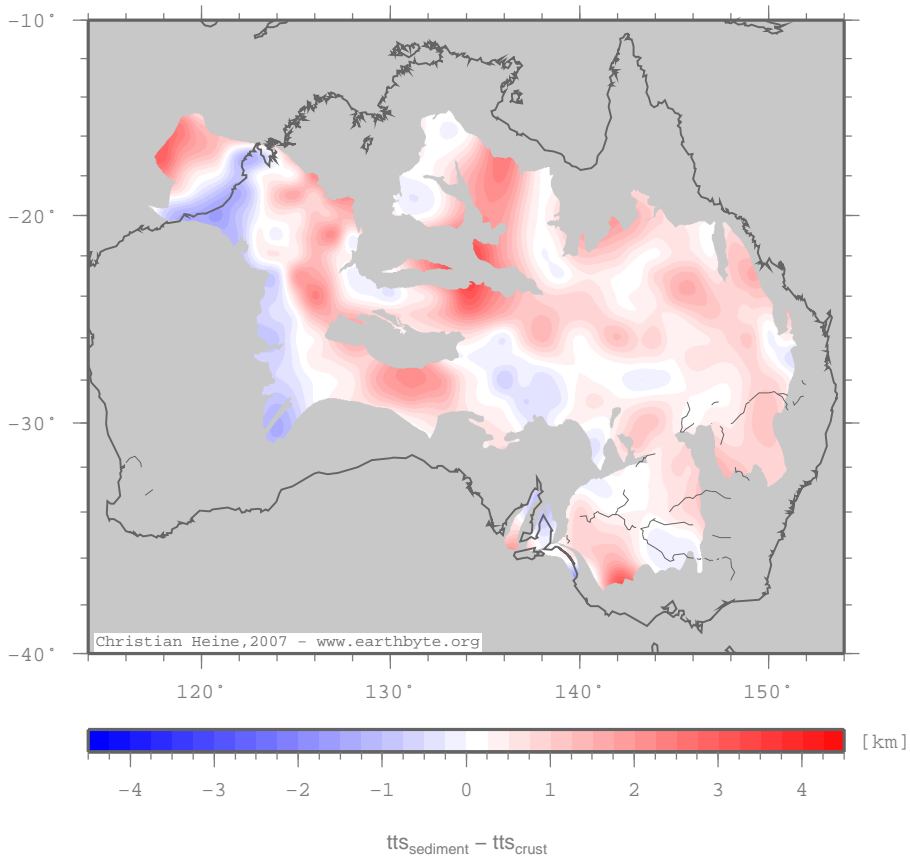 −10°
−20°
−30°
−40°
Christian Heine,2007 - www.earthbyte.org
120° 130° 140° 150°
[km]
−4 −3 −2 −1 0 1 2 3 4
tts_sediment − tts_crust